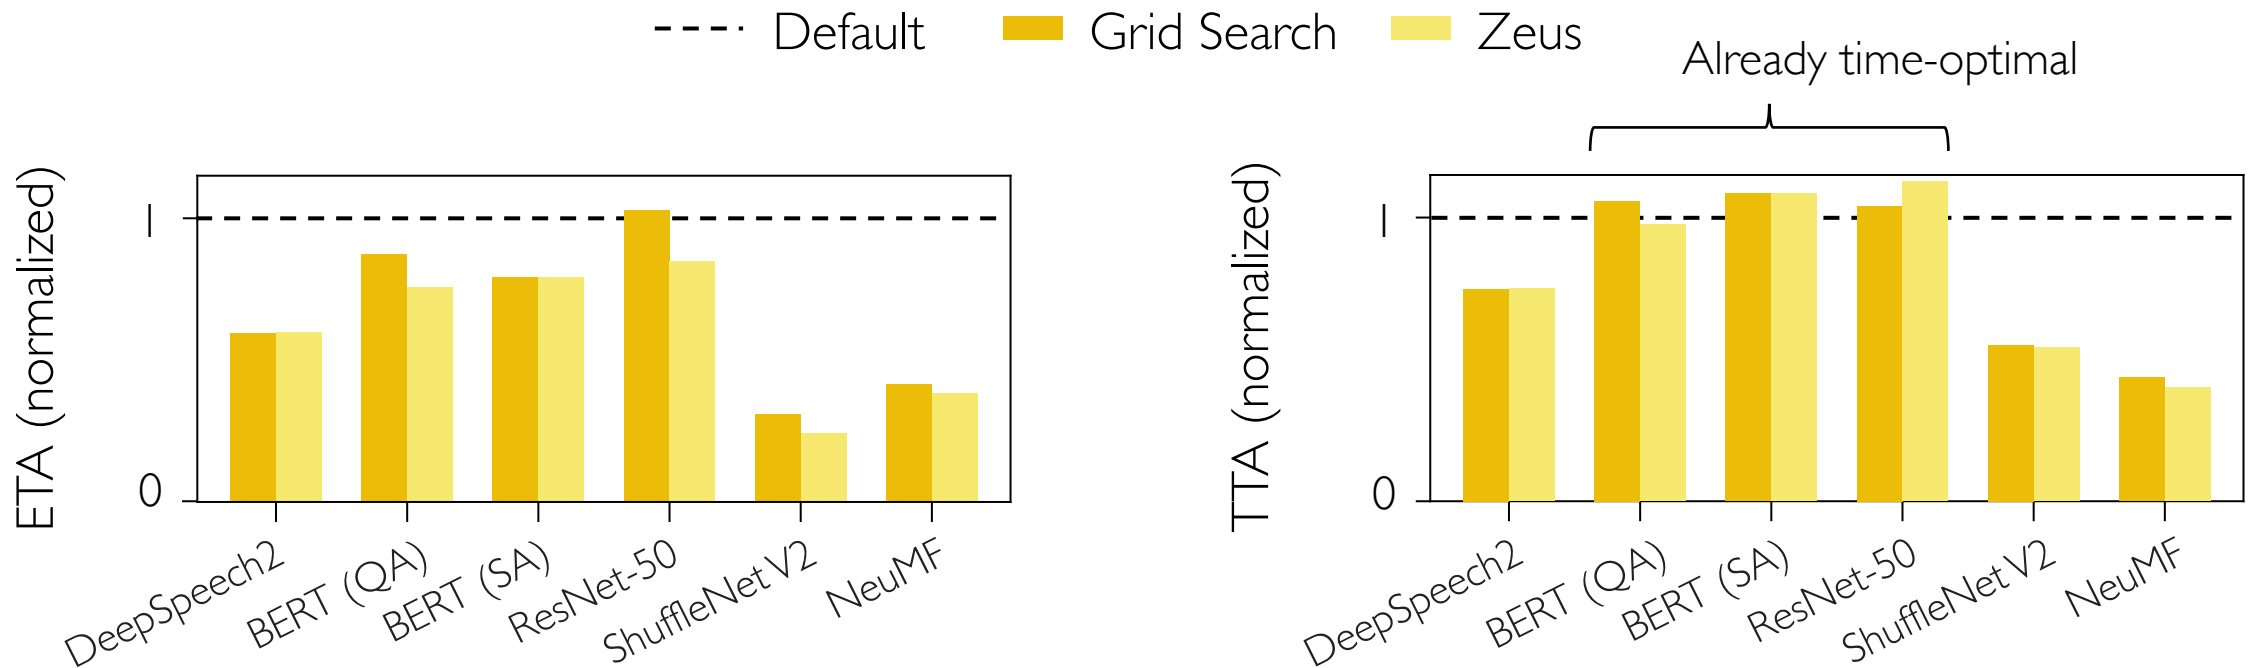 Default Grid Search Zeus
Already time-optimal
ETA (normalized)
1
0
DeepSpeech2
BERT (QA)
BERT (SA)
ResNet-50
ShuffleNet V2
NeuMF
TTA (normalized)
1
0
DeepSpeech2
BERT (QA)
BERT (SA)
ResNet-50
ShuffleNet V2
NeuMF